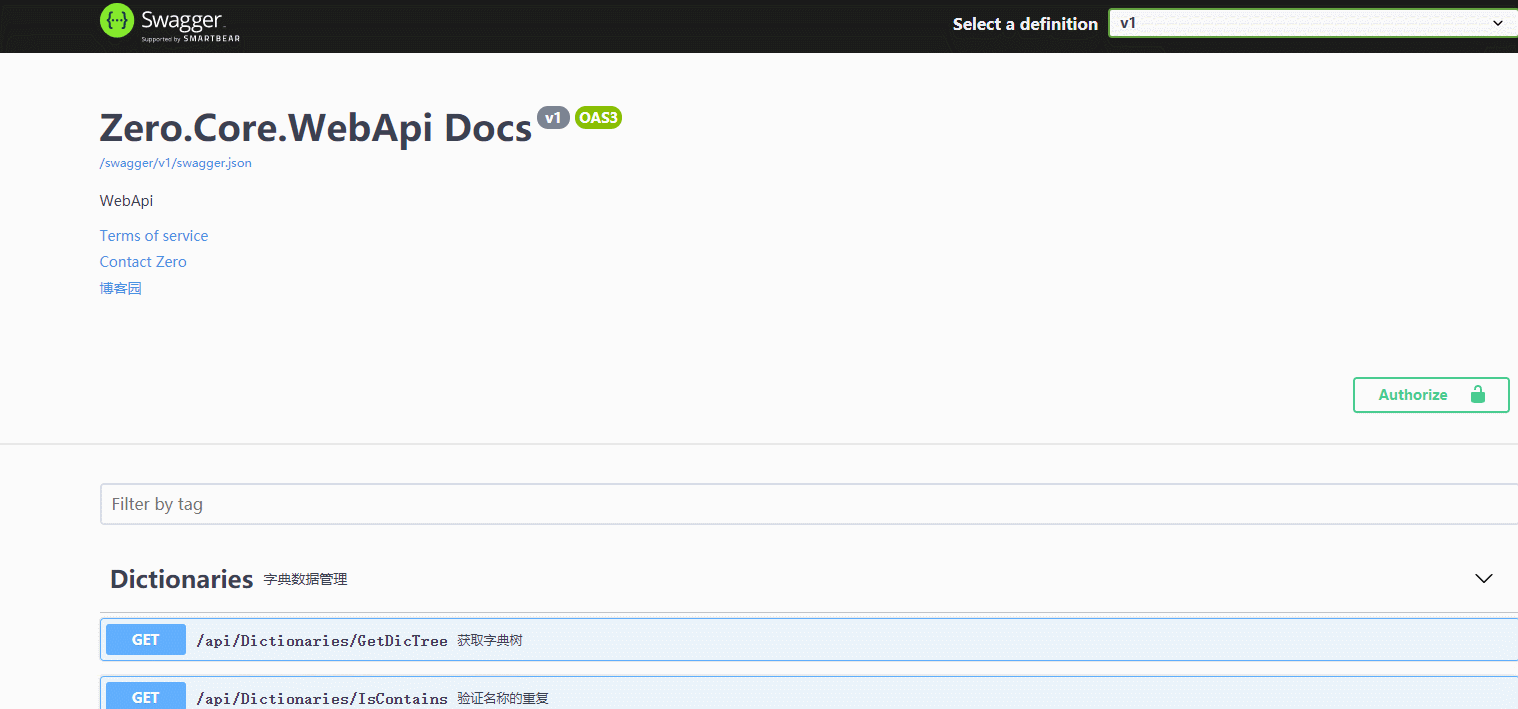 Swagger
Supported by SMARTBEAR
Select a definition
v1
Zero.Core.WebApi Docs v1 OAS3
/swagger/v1/swagger.json
WebApi
Terms of service
Contact Zero
博客园
Authorize
Filter by tag
Dictionaries 字典数据管理
GET /api/Dictionaries/GetDicTree 获取字典树
GET /api/Dictionaries/IsContains 验证名称的重复